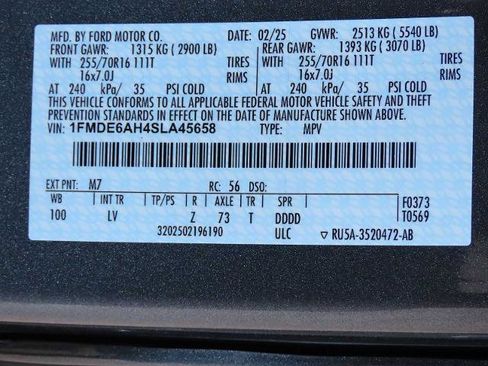 MFD. BY FORD MOTOR CO. DATE: 02/25 GVWR: 2513 KG ( 5540 LB)
FRONT GAWR: 1315 KG ( 2900 LB) REAR GAWR: 1393 KG ( 3070 LB)
WITH 255/70R16 111T TIRES WITH 255/70R16 111T TIRES
16x7.0J RIMS 16x7.0J RIMS
AT 240 kPa/ 35 PSI COLD AT 240 kPa/ 35 PSI COLD
THIS VEHICLE CONFORMS TO ALL APPLICABLE FEDERAL MOTOR VEHICLE SAFETY AND THEFT
PREVENTION STANDARDS IN EFFECT ON THE DATE OF MANUFACTURE SHOWN ABOVE.
VIN: 1FMDE6AH4SLA45658 TYPE: MPV
EXT PNT: M7 RC: 56 DSO:
WB INT TR TP/PS R AXLE TR SPR F0373
100 LV Z 73 T DDDD T0569
3202502196190 ULC ▽ RU5A-3520472-AB